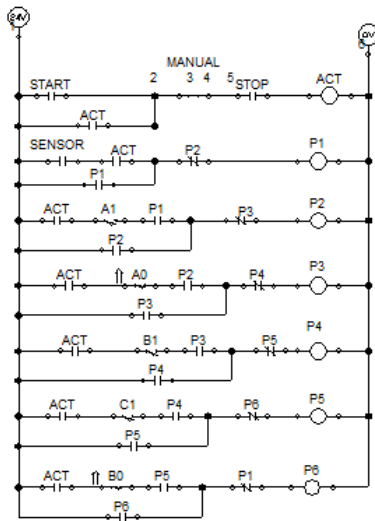 24V 0V
1 6
MANUAL
START 2 3 4 5 STOP ACT
ACT
SENSOR ACT P2 P1
P1
ACT A1 P1 P3 P2
P2
ACT A0 P2 P4 P3
P3
ACT B1 P3 P5 P4
P4
ACT C1 P4 P6 P5
P5
ACT B0 P5 P1 P6
P6